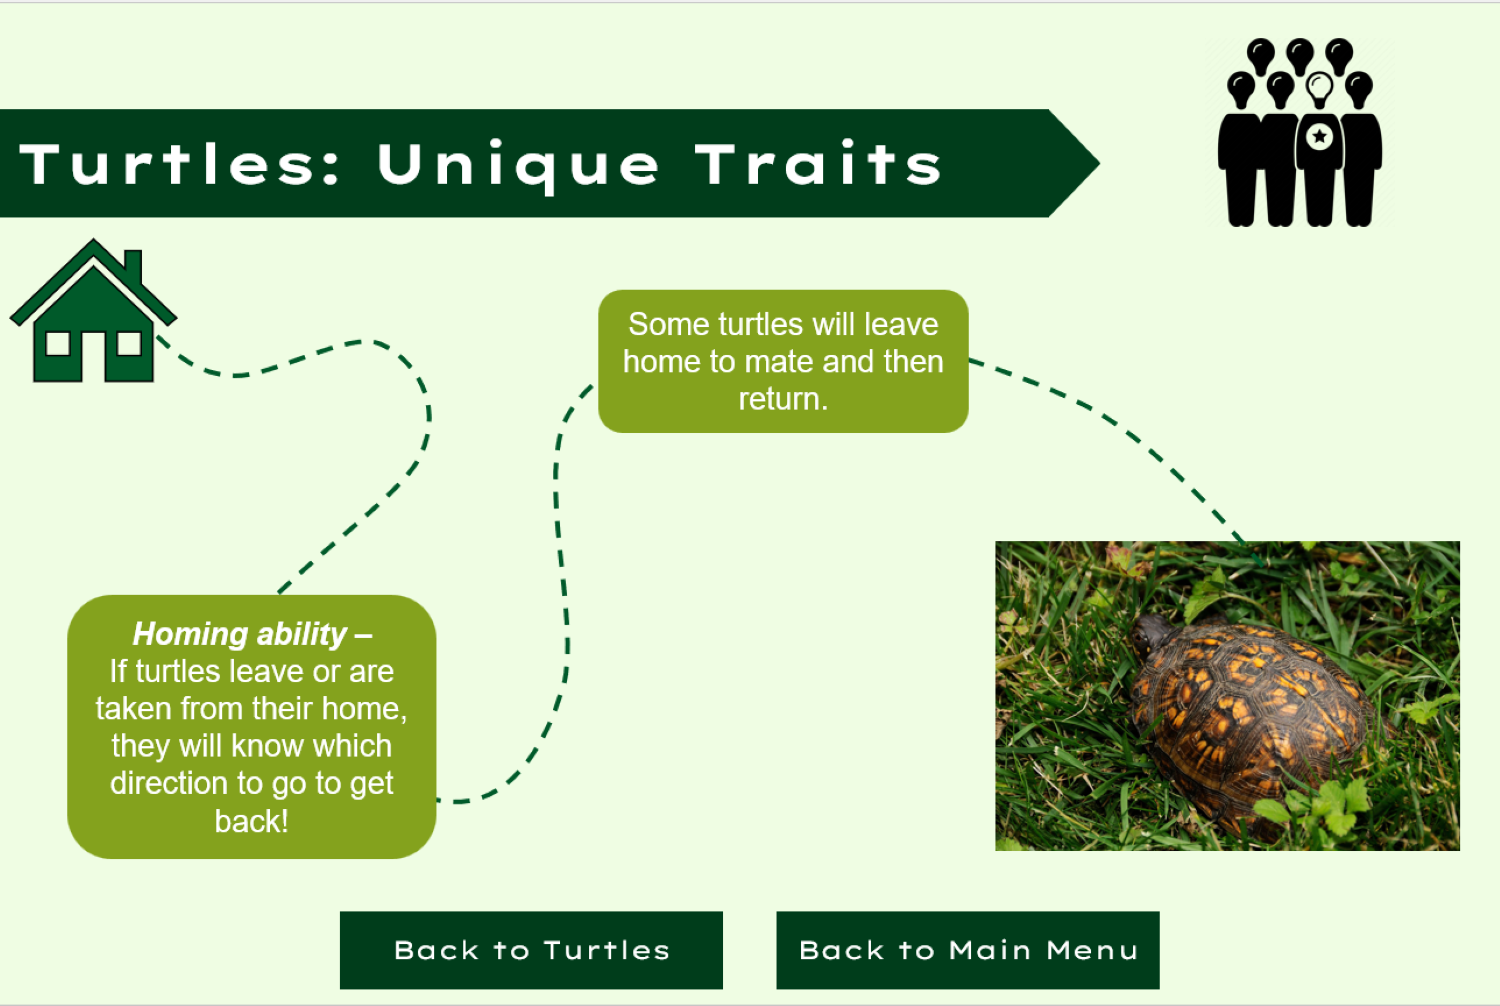 Turtles: Unique Traits
Some turtles will leave
home to mate and then
return.
Homing ability –
If turtles leave or are
taken from their home,
they will know which
direction to go to get
back!
Back to Turtles
Back to Main Menu